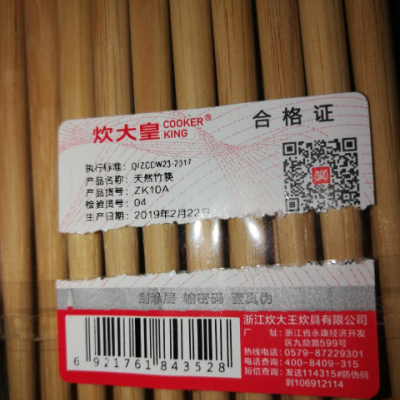 炊大皇 COOKER KING®
合格证
执行标准: Q/ZCDW23-2017
产品名称: 天然竹筷
产品货号: ZK10A
检验员号: 04
生产日期: 2019年2月22日
刮涂层 输密码 查真伪
浙江炊大王炊具有限公司
厂 址: 浙江省永康经济开发
区九鼎路599号
热线电话: 0579-87229301
电话查询: 400-8409-315
短信查询: 发送114315#防伪码
到106912114
6 921761 843528